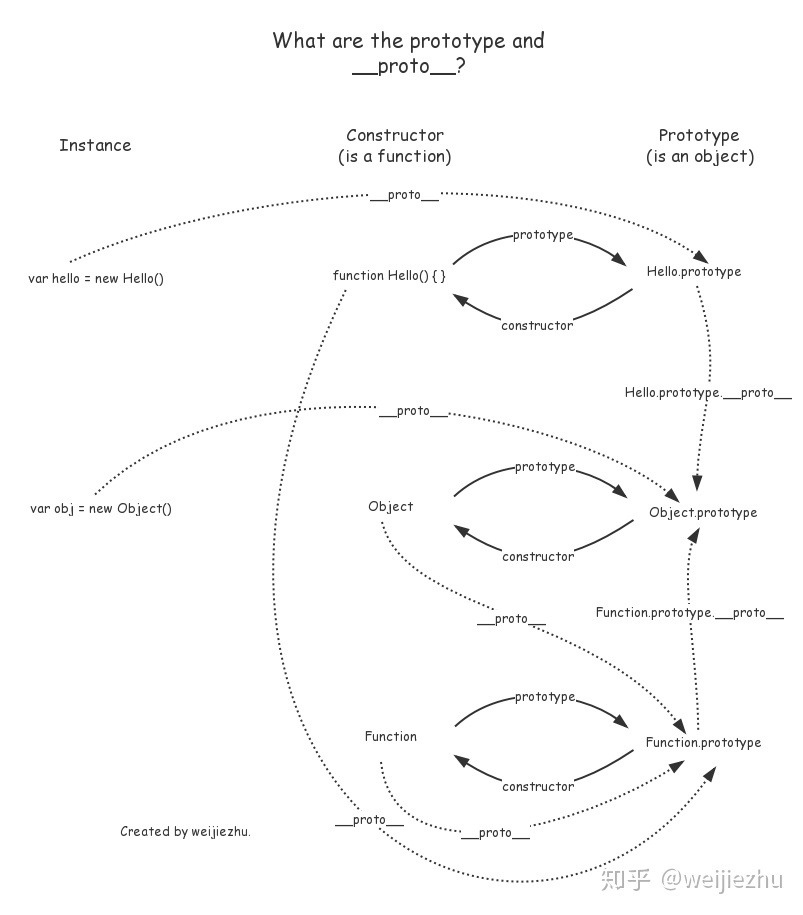 What are the prototype and
__proto__?
Instance
Constructor
(is a function)
Prototype
(is an object)
__proto__
prototype
var hello = new Hello()
function Hello() { }
Hello.prototype
constructor
Hello.prototype.__proto__
__proto__
prototype
var obj = new Object()
Object
Object.prototype
constructor
__proto__
Function.prototype.__proto__
prototype
Function
Function.prototype
constructor
__proto__
__proto__
Created by weijiezhu.
知乎 @weijiezhu